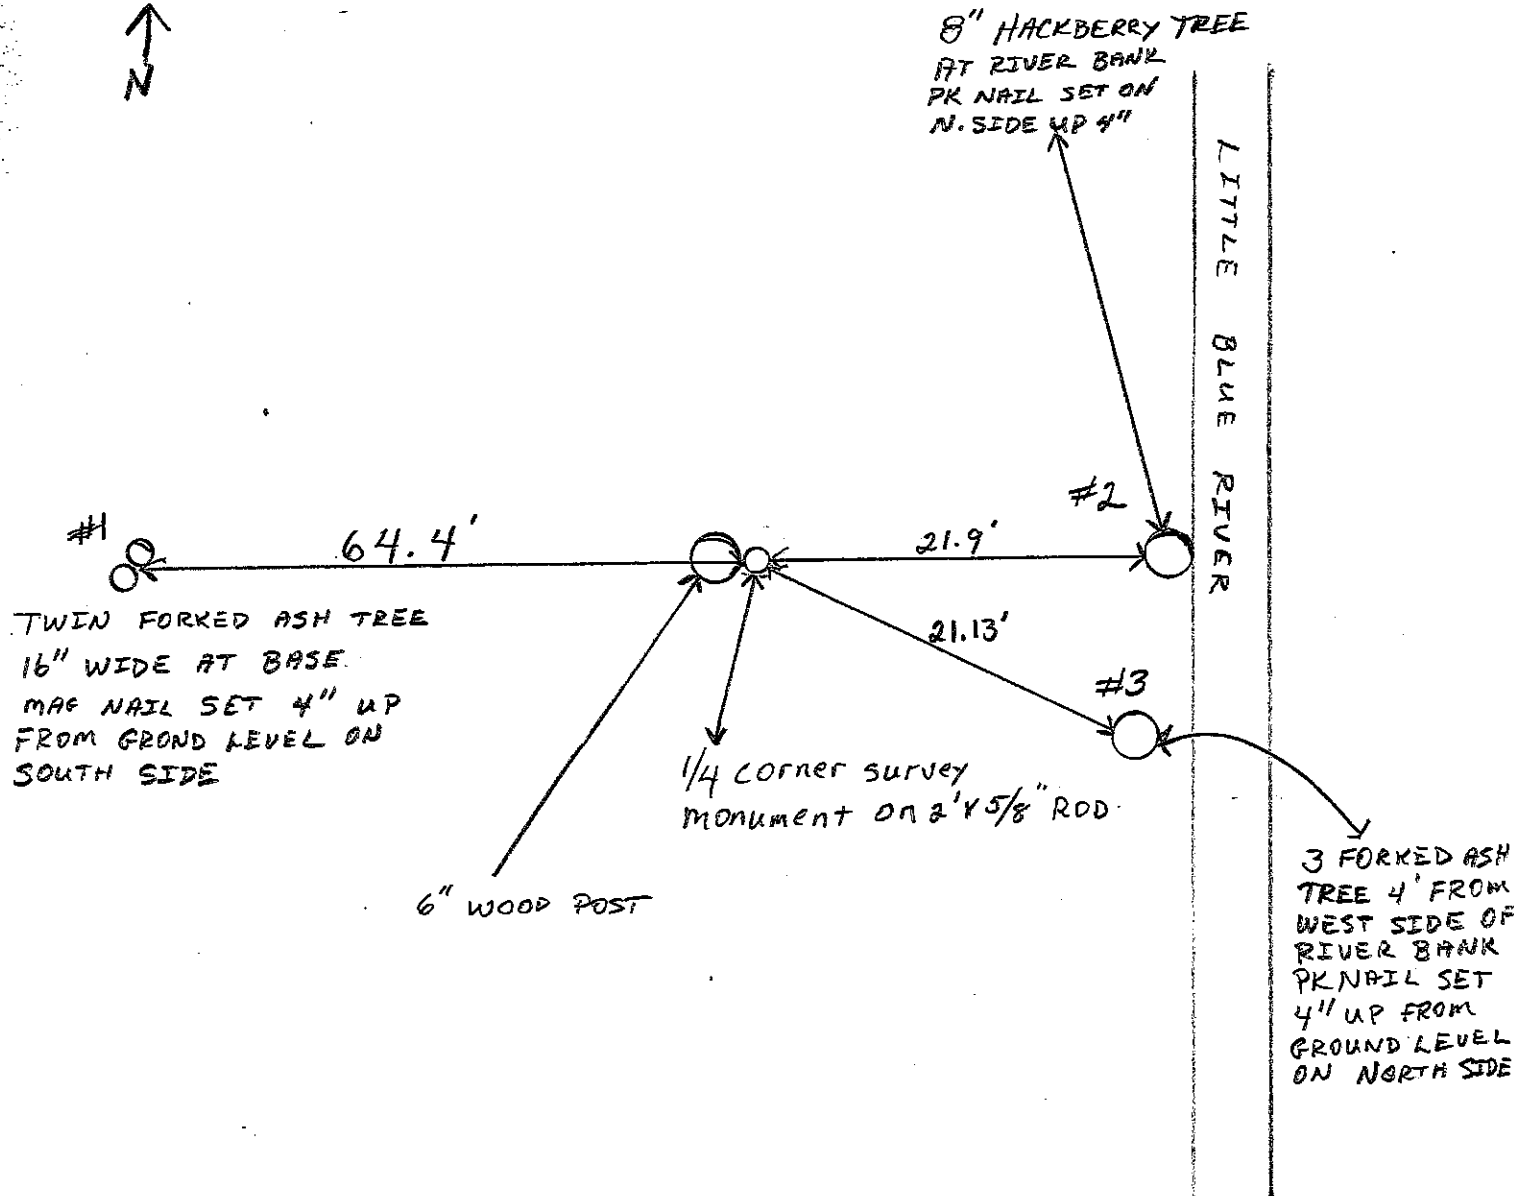 N
8" HACKBERRY TREE
AT RIVER BANK
PK NAIL SET ON
N. SIDE UP 4"
LITTLE BLUE RIVER
#1
64.4'
21.9'
#2
21.13'
#3
TWIN FORKED ASH TREE
16" WIDE AT BASE.
MAG NAIL SET 4" UP
FROM GROND LEVEL ON
SOUTH SIDE
1/4 corner survey
monument on 2'x5/8" ROD
6" WOOD POST
3 FORKED ASH
TREE 4' FROM
WEST SIDE OF
RIVER BANK
PK NAIL SET
4" UP FROM
GROUND LEVEL
ON NORTH SIDE